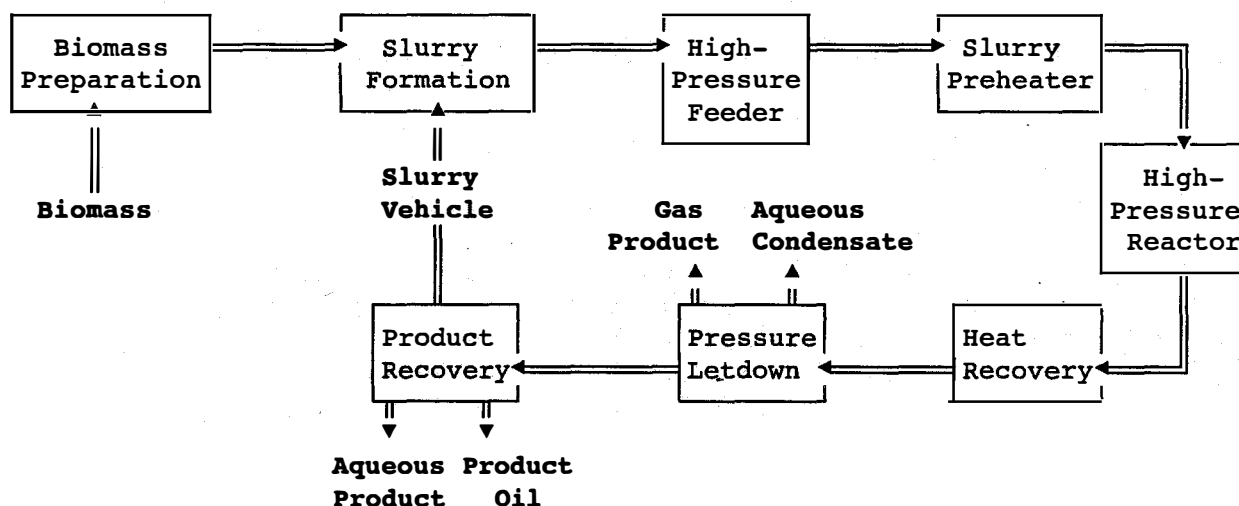 Biomass
Preparation
Slurry
Formation
High-
Pressure
Feeder
Slurry
Preheater
High-
Pressure
Reactor
Biomass
Slurry
Vehicle
Gas
Product
Aqueous
Condensate
Product
Recovery
Pressure
Letdown
Heat
Recovery
Aqueous
Product
Product
Oil